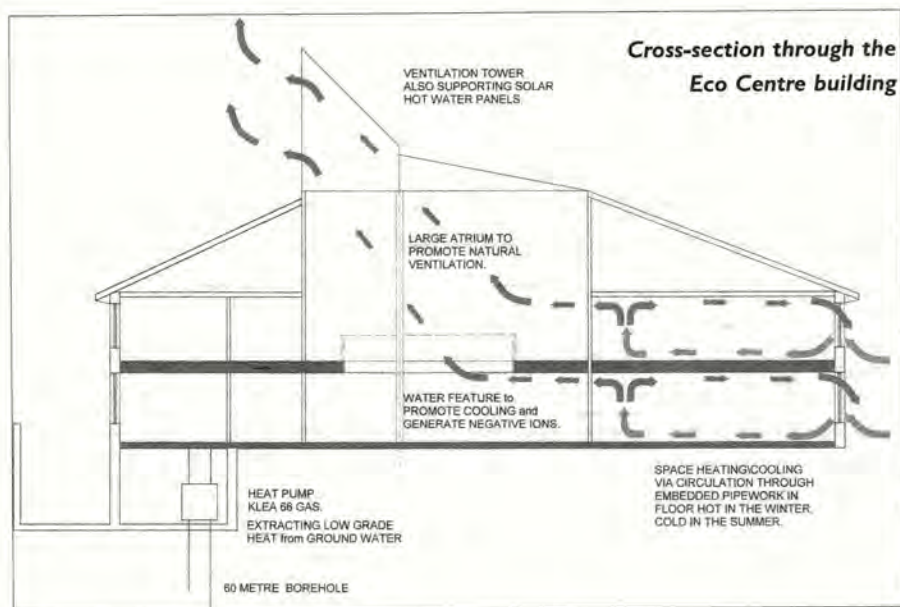 Cross-section through the
Eco Centre building
VENTILATION TOWER
ALSO SUPPORTING SOLAR
HOT WATER PANELS
LARGE ATRIUM TO
PROMOTE NATURAL
VENTILATION.
WATER FEATURE to
PROMOTE COOLING and
GENERATE NEGATIVE IONS.
SPACE HEATING\COOLING
VIA CIRCULATION THROUGH
EMBEDDED PIPEWORK IN
FLOOR HOT IN THE WINTER,
COLD IN THE SUMMER.
HEAT PUMP
KLEA 66 GAS.
EXTRACTING LOW GRADE
HEAT from GROUND WATER
60 METRE BOREHOLE